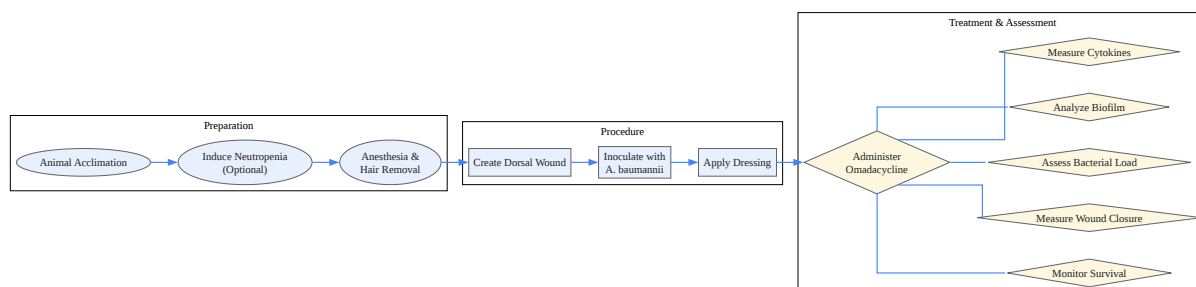 Preparation
Animal Acclimation
Induce Neutropenia
(Optional)
Anesthesia &
Hair Removal
Procedure
Create Dorsal Wound
Inoculate with
A. baumannii
Apply Dressing
Treatment & Assessment
Administer
Omadacycline
Measure Cytokines
Analyze Biofilm
Assess Bacterial Load
Measure Wound Closure
Monitor Survival